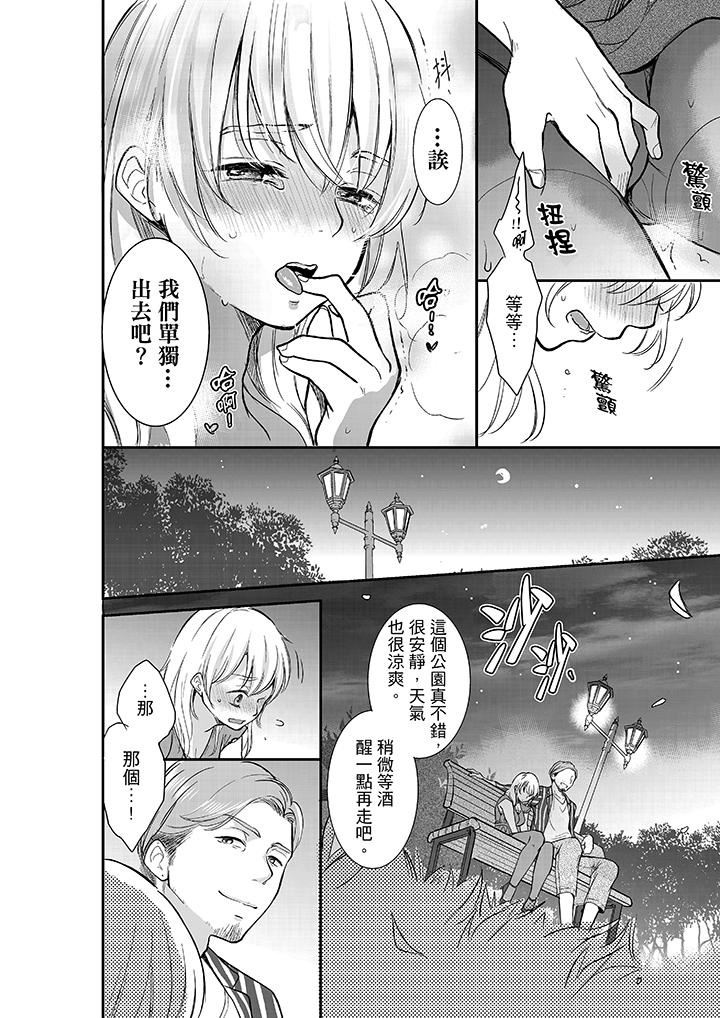 驚顫
扭捏
…!!啊
等等…
驚顫
抖
…誒
哈!!
我們單獨…
出去吧？
哈啊!
沙
沙
這個公園真不錯，
很安靜，天氣
也很涼爽。
稍微等酒
醒一點再走吧。
…那
那個…!